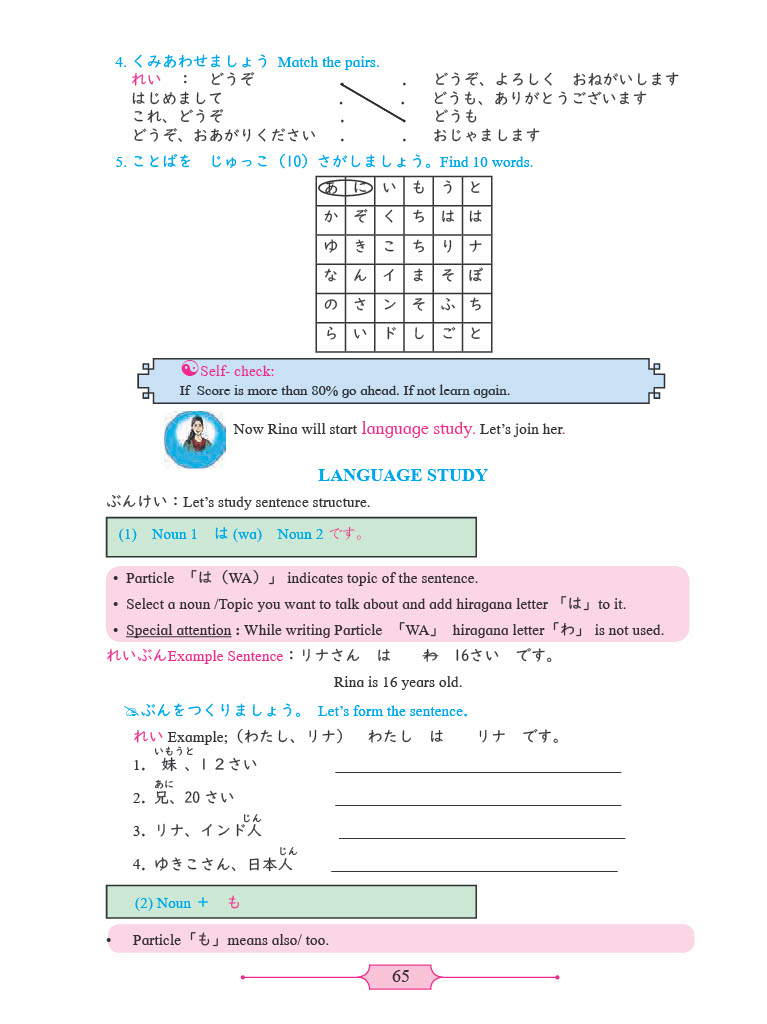 4. くみあわせましょう Match the pairs.
れい ： どうぞ . . どうぞ、よろしく おねがいします
はじめまして . . どうも、ありがとうございます
これ、どうぞ . . どうも
どうぞ、おあがりください . . おじゃまします
5. ことばを じゅっこ（10）さがしましょう。Find 10 words.
あ に い も う と
か ぞ く ち は は
ゆ き こ ち り ナ
な ん イ ま そ ぼ
の さ ン そ ふ ち
ら い ド し ご と
Self- check:
If Score is more than 80% go ahead. If not learn again.
Now Rina will start language study. Let's join her.
LANGUAGE STUDY
ぶんけい：Let's study sentence structure.
(1) Noun 1 は (wa) Noun 2 です。
• Particle 「は（WA）」 indicates topic of the sentence.
• Select a noun /Topic you want to talk about and add hiragana letter 「は」to it.
• Special attention : While writing Particle 「WA」 hiragana letter「わ」 is not used.
れいぶんExample Sentence：リナさん は わ 16さい です。
Rina is 16 years old.
ぶんをつくりましょう。 Let's form the sentence.
れい Example;（わたし、リナ） わたし は リナ です。
いもうと
1. 妹 、１２さい
あに
2. 兄、20 さい
じん
3. リナ、インド人
じん
4. ゆきこさん、日本人
(2) Noun ＋ も
• Particle「も」means also/ too.
65